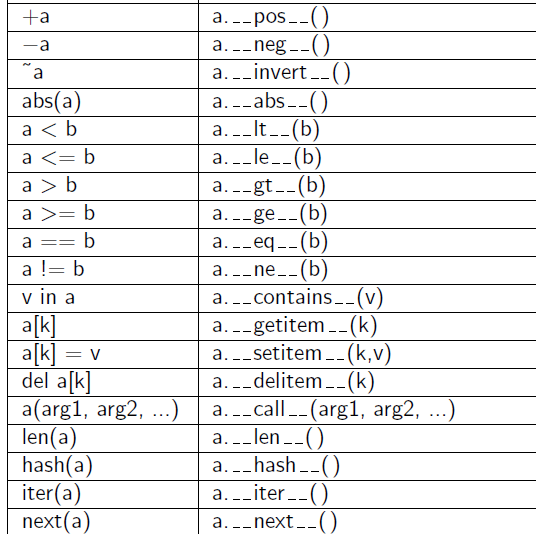 +a a.__pos__()
−a a.__neg__()
~a a.__invert__()
abs(a) a.__abs__()
a < b a.__lt__(b)
a <= b a.__le__(b)
a > b a.__gt__(b)
a >= b a.__ge__(b)
a == b a.__eq__(b)
a != b a.__ne__(b)
v in a a.__contains__(v)
a[k] a.__getitem__(k)
a[k] = v a.__setitem__(k,v)
del a[k] a.__delitem__(k)
a(arg1, arg2, ...) a.__call__(arg1, arg2, ...)
len(a) a.__len__()
hash(a) a.__hash__()
iter(a) a.__iter__()
next(a) a.__next__()